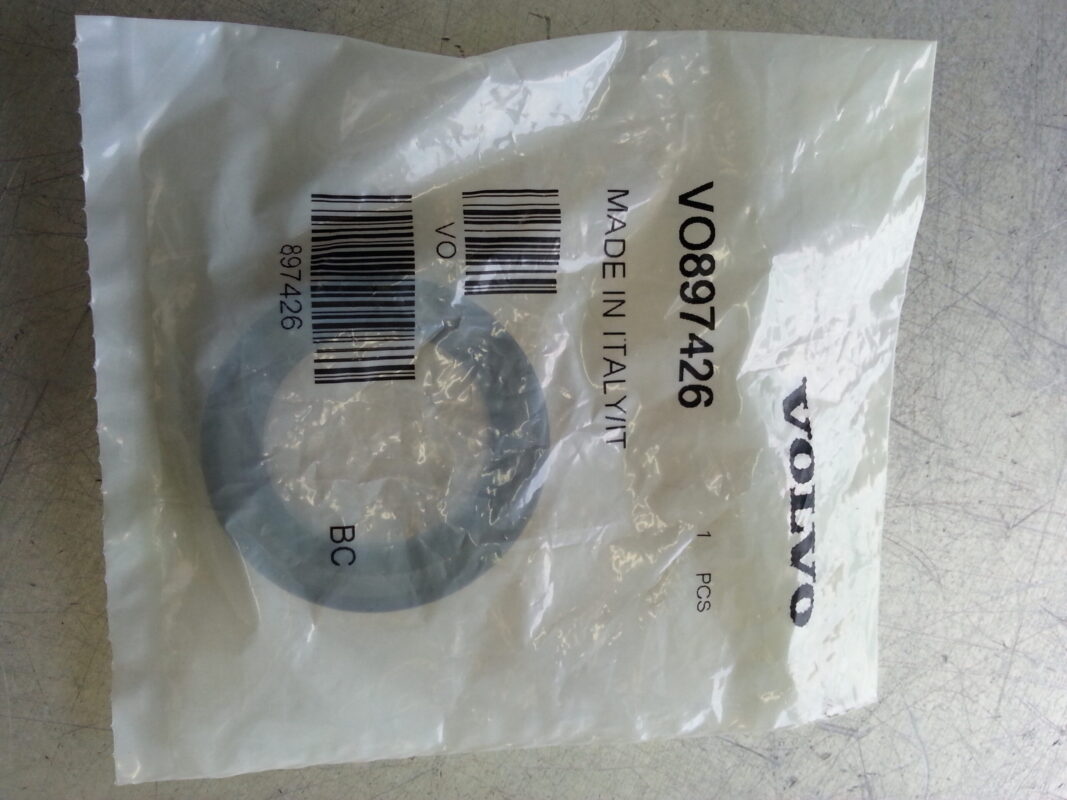 VOLVO
VO897426 1 PCS
MADE IN ITALY/IT
VO
897426
BC